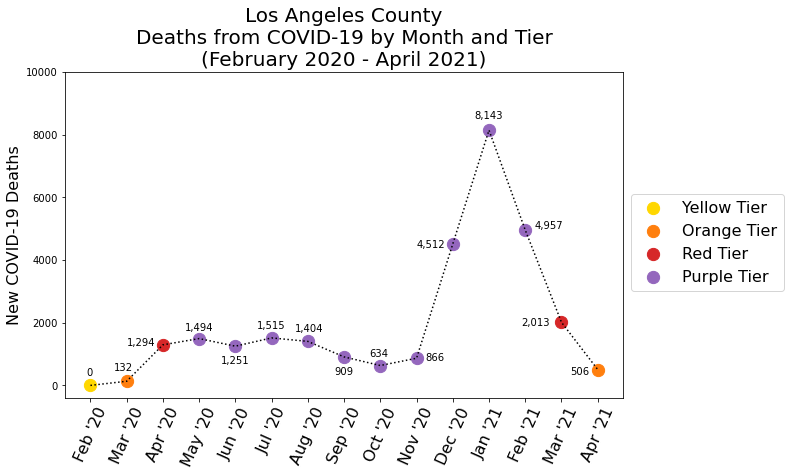 Los Angeles County
Deaths from COVID-19 by Month and Tier
(February 2020 - April 2021)
New COVID-19 Deaths
10000
8000
6000
4000
2000
0
0
132
1,294
1,494
1,251
1,515
1,404
909
634
866
4,512
8,143
4,957
2,013
506
Feb '20
Mar '20
Apr '20
May '20
Jun '20
Jul '20
Aug '20
Sep '20
Oct '20
Nov '20
Dec '20
Jan '21
Feb '21
Mar '21
Apr '21
Yellow Tier
Orange Tier
Red Tier
Purple Tier